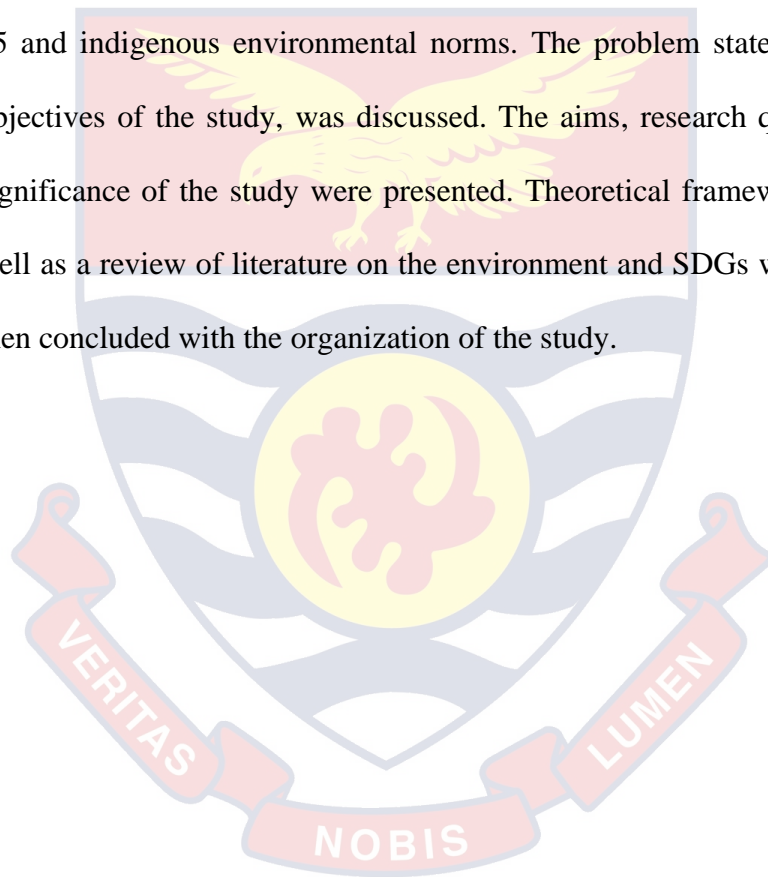 5 and indigenous environmental norms. The problem state
bjectives of the study, was discussed. The aims, research q
ignificance of the study were presented. Theoretical framew
ell as a review of literature on the environment and SDGs
en concluded with the organization of the study.
VERITAS
NOBIS
LUMEN